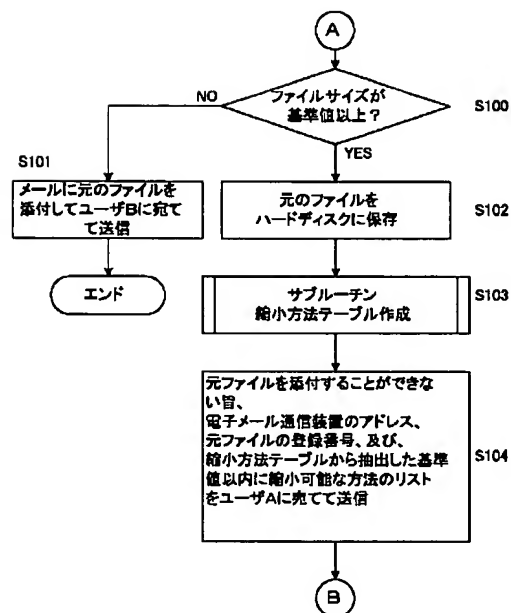 A
ファイルサイズが
基準値以上?
S100
NO
YES
S101
メールに元のファイルを
添付してユーザBに宛て
て送信
元のファイルを
ハードディスクに保存
S102
エンド
サブルーチン
縮小方法テーブル作成
S103
元ファイルを添付することができな
い旨、
電子メール通信装置のアドレス、
元ファイルの登録番号、及び、
縮小方法テーブルから抽出した基準
値以内に縮小可能な方法のリスト
をユーザAに宛てて送信
S104
B